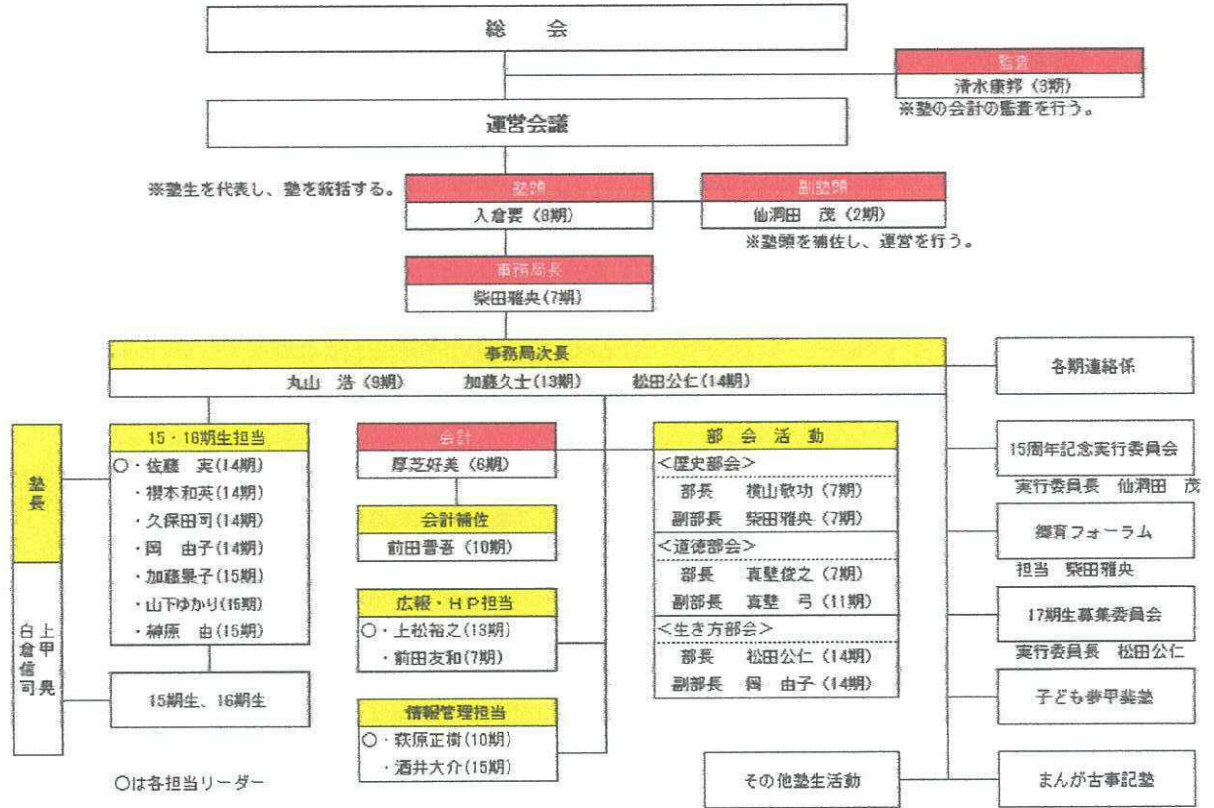 総　会
監査
清水康邦（3期）
※塾の会計の監査を行う。
運営会議
※塾生を代表し、塾を統括する。
塾頭
入倉要（8期）
副塾頭
仙洞田　茂（2期）
※塾頭を補佐し、運営を行う。
事務局長
柴田雅央（7期）
事務局次長
丸山　浩（9期）　加藤久士（13期）　松田公仁（14期）
各期連絡係
塾長
上甲　晃
白倉信司
15・16期生担当
〇・佐藤　実（14期）
・櫻本和英（14期）
・久保田司（14期）
・岡　由子（14期）
・加藤景子（15期）
・山下ゆかり（15期）
・榊原　由（15期）
15期生、16期生
〇は各担当リーダー
会計
厚芝好美（6期）
会計補佐
前田晋吾（10期）
広報・ＨＰ担当
〇・上松裕之（13期）
・前田友和（7期）
情報管理担当
〇・萩原正樹（10期）
・酒井大介（15期）
部会活動
＜歴史部会＞
部長　横山敬功（7期）
副部長　柴田雅央（7期）
＜道徳部会＞
部長　真壁俊之（7期）
副部長　真壁　弓（11期）
＜生き方部会＞
部長　松田公仁（14期）
副部長　岡　由子（14期）
その他塾生活動
15周年記念実行委員会
実行委員長　仙洞田　茂
郷育フォーラム
担当　柴田雅央
17期生募集委員会
実行委員長　松田公仁
子ども夢甲斐塾
まんが古事記塾